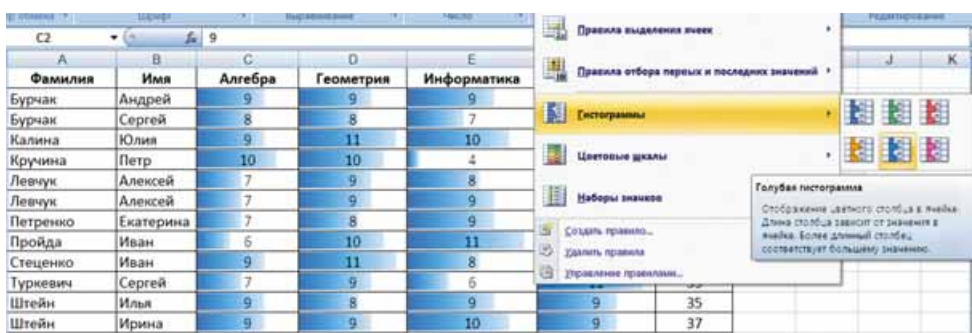 C2 fx 9
A B C D E J K
Фамилия Имя Алгебра Геометрия Информатика
Бурчак Андрей 9 9 9
Бурчак Сергей 8 8 7
Калина Юлия 9 11 10
Кручина Петр 10 10 4
Левчук Алексей 7 9 8
Левчук Алексей 7 9 9
Петренко Екатерина 7 8 9
Пройда Иван 6 10 11
Стеценко Иван 9 11 8
Туркевич Сергей 7 9 6
Штейн Илья 9 8 9 9 35
Штейн Ирина 9 9 10 9 37
Правила выделения ячеек
Правила отбора первых и последних значений
Гистограммы
Цветовые шкалы
Наборы значков
Создать правило...
Удалить правила
Управление правилами...
Голубая гистограмма
Отображение цветного столбца в ячейке.
Длина столбца зависит от значения в
ячейке. Более длинный столбец
соответствует большему значению.